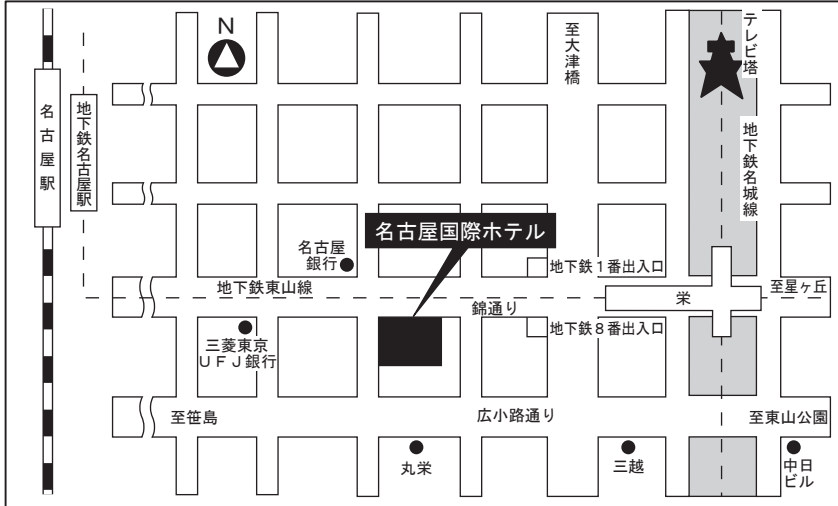 N
至大津橋
テレビ塔
名古屋駅
地下鉄名古屋駅
地下鉄名城線
名古屋国際ホテル
名古屋
銀行
地下鉄1番出入口
地下鉄東山線
錦通り
栄
至星ヶ丘
三菱東京
UFJ銀行
地下鉄8番出入口
至笹島
広小路通り
至東山公園
丸栄
三越
中日
ビル